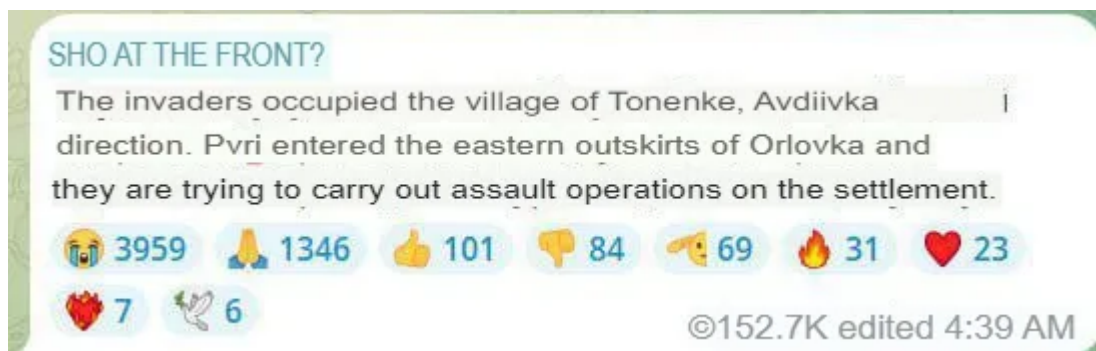 SHO AT THE FRONT?
The invaders occupied the village of Tonenke, Avdiivka
direction. Pvri entered the eastern outskirts of Orlovka and
they are trying to carry out assault operations on the settlement.
3959 1346 101 84 69 31 23
7 6
©152.7K edited 4:39 AM